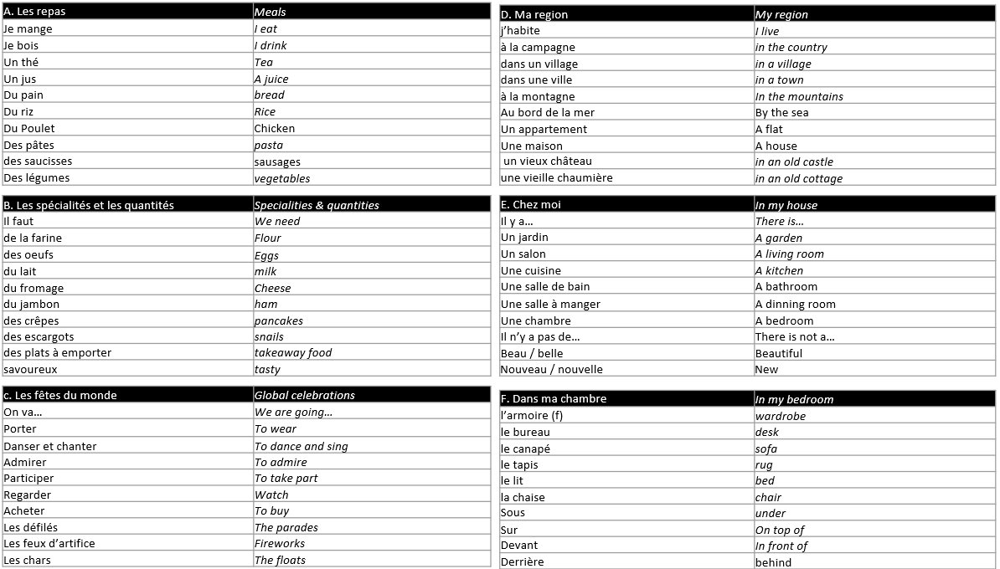 A. Les repas Meals
Je mange I eat
Je bois I drink
Un thé Tea
Un jus A juice
Du pain bread
Du riz Rice
Du Poulet Chicken
Des pâtes pasta
des saucisses sausages
Des légumes vegetables
B. Les spécialités et les quantités Specialities & quantities
Il faut We need
de la farine Flour
des oeufs Eggs
du lait milk
du fromage Cheese
du jambon ham
des crêpes pancakes
des escargots snails
des plats à emporter takeaway food
savoureux tasty
c. Les fêtes du monde Global celebrations
On va… We are going…
Porter To wear
Danser et chanter To dance and sing
Admirer To admire
Participer To take part
Regarder Watch
Acheter To buy
Les défilés The parades
Les feux d’artifice Fireworks
Les chars The floats
D. Ma region My region
j’habite I live
à la campagne in the country
dans un village in a village
dans une ville in a town
à la montagne In the mountains
Au bord de la mer By the sea
Un appartement A flat
Une maison A house
un vieux château in an old castle
une vieille chaumière in an old cottage
E. Chez moi In my house
Il y a… There is…
Un jardin A garden
Un salon A living room
Une cuisine A kitchen
Une salle de bain A bathroom
Une salle à manger A dinning room
Une chambre A bedroom
Il n’y a pas de… There is not a…
Beau / belle Beautiful
Nouveau / nouvelle New
F. Dans ma chambre In my bedroom
l’armoire (f) wardrobe
le bureau desk
le canapé sofa
le tapis rug
le lit bed
la chaise chair
Sous under
Sur On top of
Devant In front of
Derrière behind